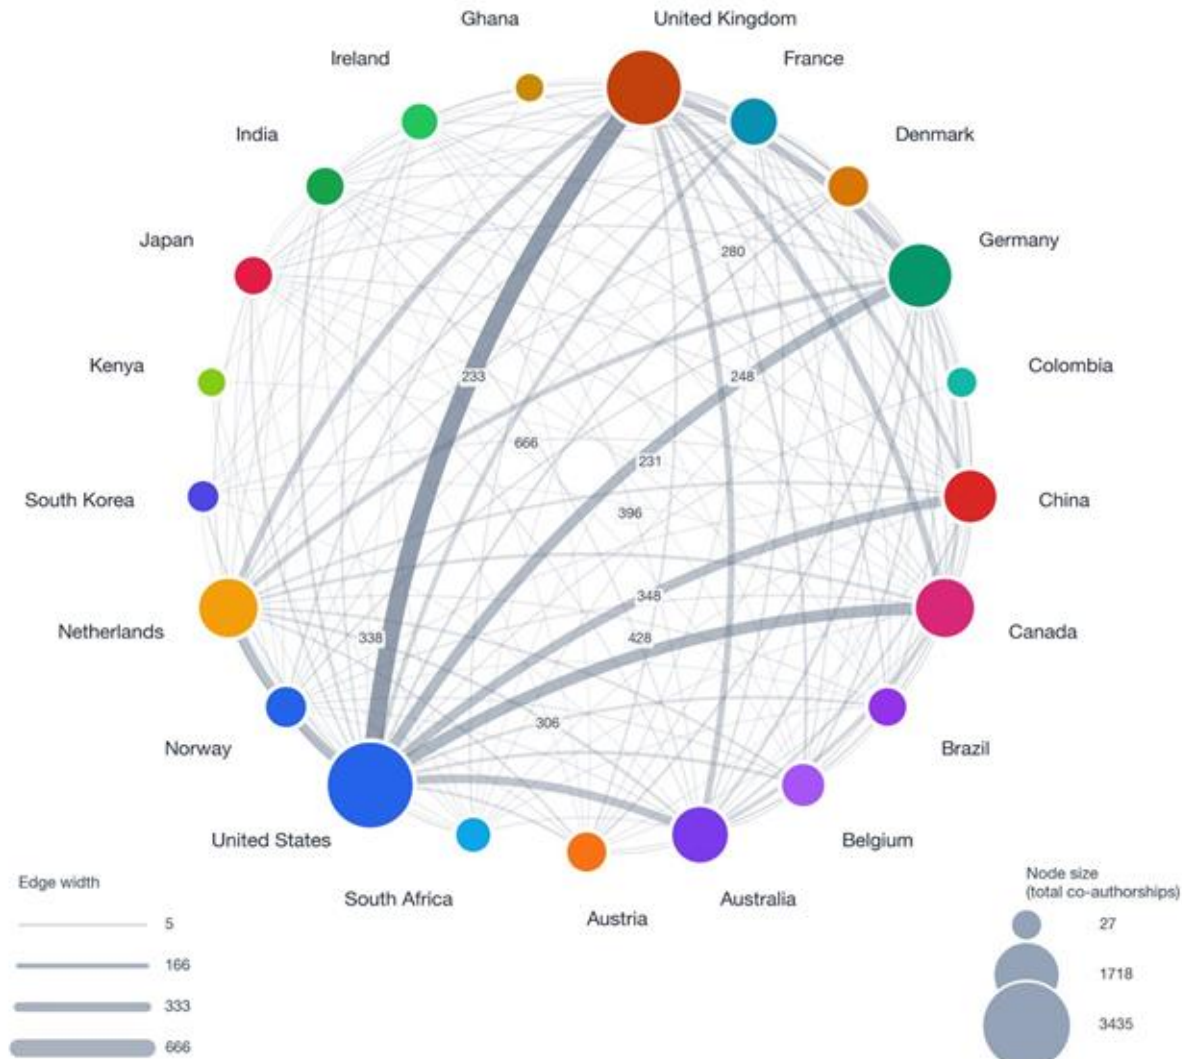 Ghana
United Kingdom
Ireland
France
India
Denmark
Japan
Germany
280
Kenya
Colombia
233
248
666
231
South Korea
China
396
348
Netherlands
338
428
Canada
306
Norway
Brazil
United States
Belgium
South Africa
Australia
Austria
Edge width
5
166
333
666
Node size
(total co-authorships)
27
1718
3435